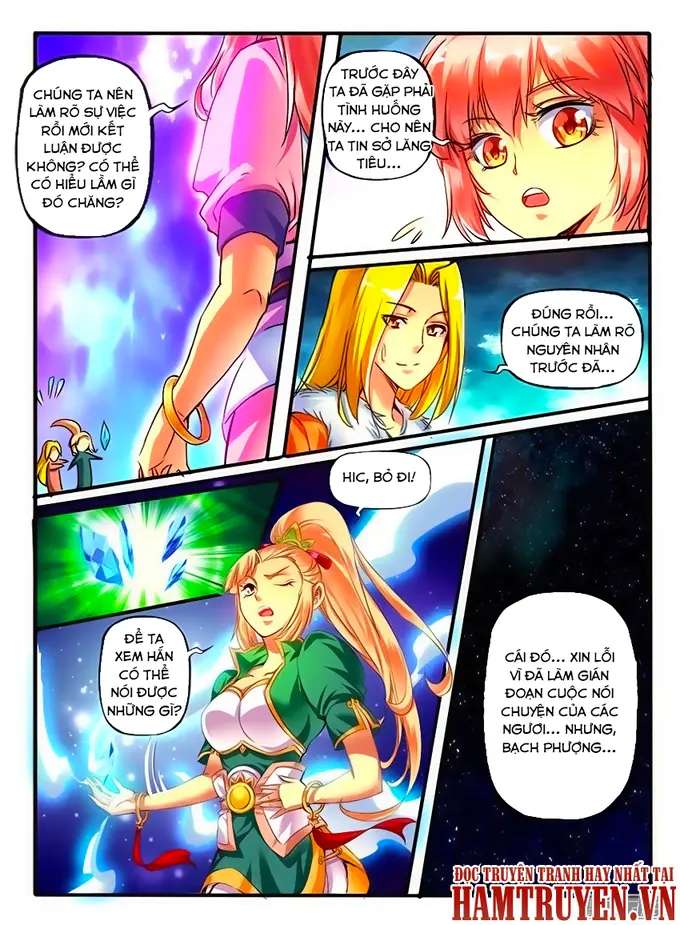 CHÚNG TA NÊN
LÀM RÕ SỰ VIỆC
RỒI MỚI KẾT
LUẬN ĐƯỢC
KHÔNG? CÓ THỂ
CÓ HIỂU LẦM GÌ
ĐÓ CHĂNG?
TRƯỚC ĐÂY
TA ĐÃ GẶP PHẢI
TÌNH HUỐNG
NÀY... CHO NÊN
TA TIN SỞ LĂNG
TIÊU...
ĐÚNG RỒI...
CHÚNG TA LÀM RÕ
NGUYÊN NHÂN
TRƯỚC ĐÃ...
HIC, BỎ ĐI!
ĐỂ TA
XEM HẮN
CÓ THỂ
NÓI ĐƯỢC
NHỮNG GÌ?
CÁI ĐÓ... XIN LỖI
VÌ ĐÃ LÀM GIÁN
ĐOẠN CUỘC NÓI
CHUYỆN CỦA CÁC
NGƯƠI... NHƯNG,
BẠCH PHƯỢNG...
ĐỌC TRUYỆN TRANH HAY NHẤT TẠI
HAMTRUYEN.VN